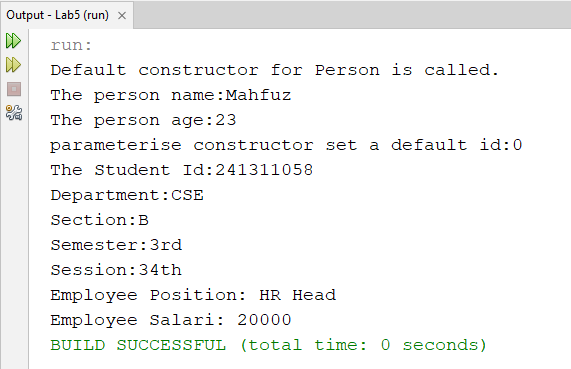 Output - Lab5 (run)
run:
Default constructor for Person is called.
The person name:Mahfuz
The person age:23
parameterise constructor set a default id:0
The Student Id:241311058
Department:CSE
Section:B
Semester:3rd
Session:34th
Employee Position: HR Head
Employee Salari: 20000
BUILD SUCCESSFUL (total time: 0 seconds)